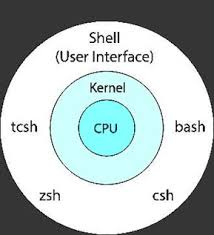 Shell
(User Interface)
Kernel
CPU
tcsh
bash
zsh
csh